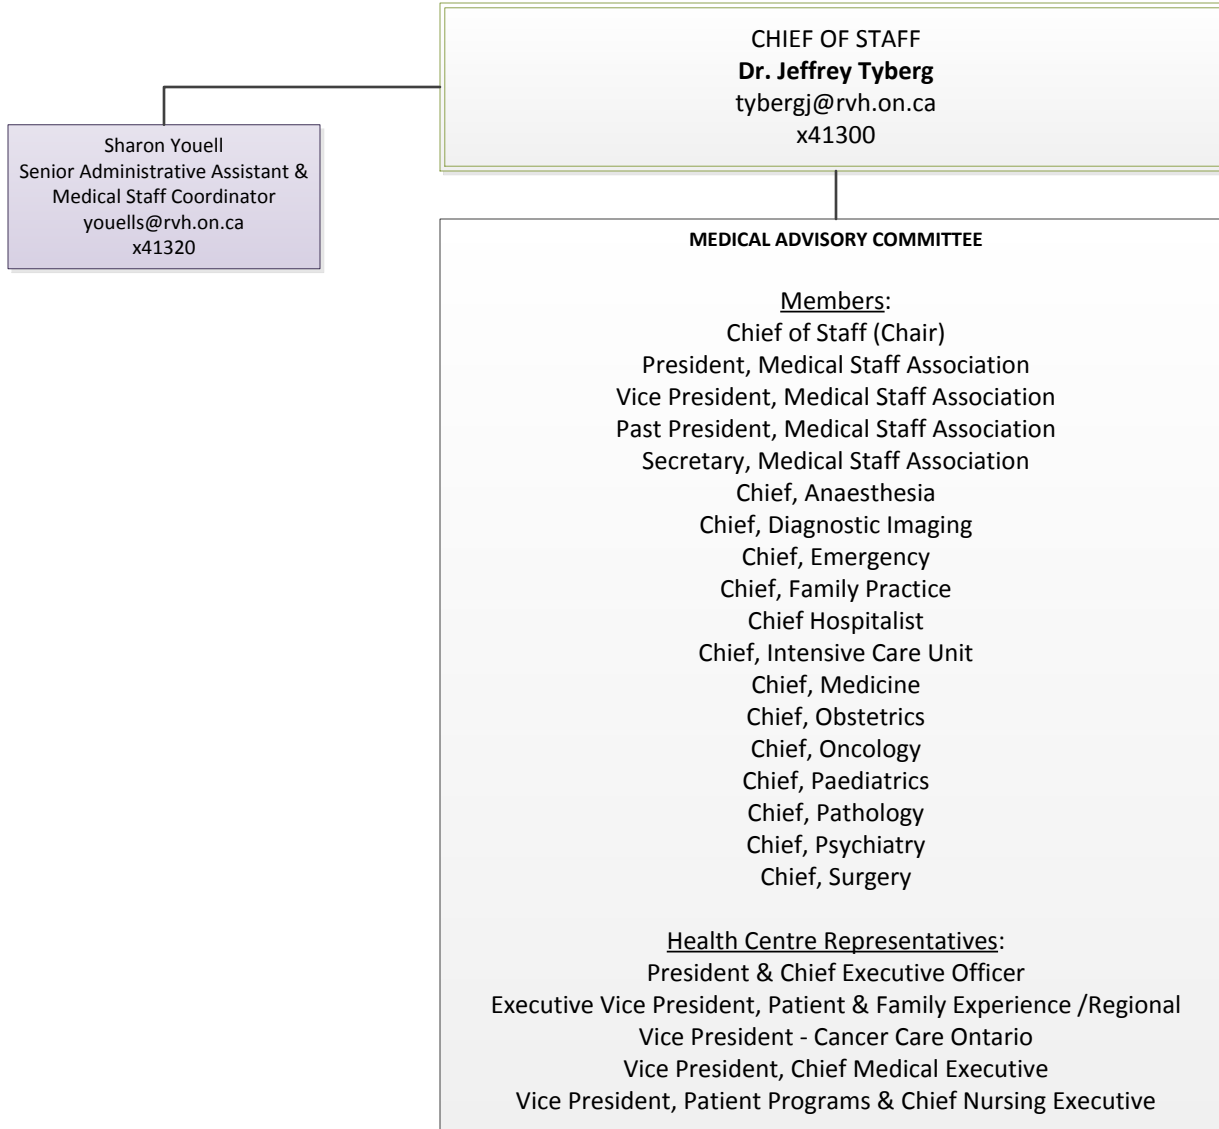 CHIEF OF STAFF
Dr. Jeffrey Tyberg
tybergj@rvh.on.ca
x41300
Sharon Youell
Senior Administrative Assistant &
Medical Staff Coordinator
youells@rvh.on.ca
x41320
MEDICAL ADVISORY COMMITTEE
Members:
Chief of Staff (Chair)
President, Medical Staff Association
Vice President, Medical Staff Association
Past President, Medical Staff Association
Secretary, Medical Staff Association
Chief, Anaesthesia
Chief, Diagnostic Imaging
Chief, Emergency
Chief, Family Practice
Chief Hospitalist
Chief, Intensive Care Unit
Chief, Medicine
Chief, Obstetrics
Chief, Oncology
Chief, Paediatrics
Chief, Pathology
Chief, Psychiatry
Chief, Surgery
Health Centre Representatives:
President & Chief Executive Officer
Executive Vice President, Patient & Family Experience /Regional
Vice President - Cancer Care Ontario
Vice President, Chief Medical Executive
Vice President, Patient Programs & Chief Nursing Executive